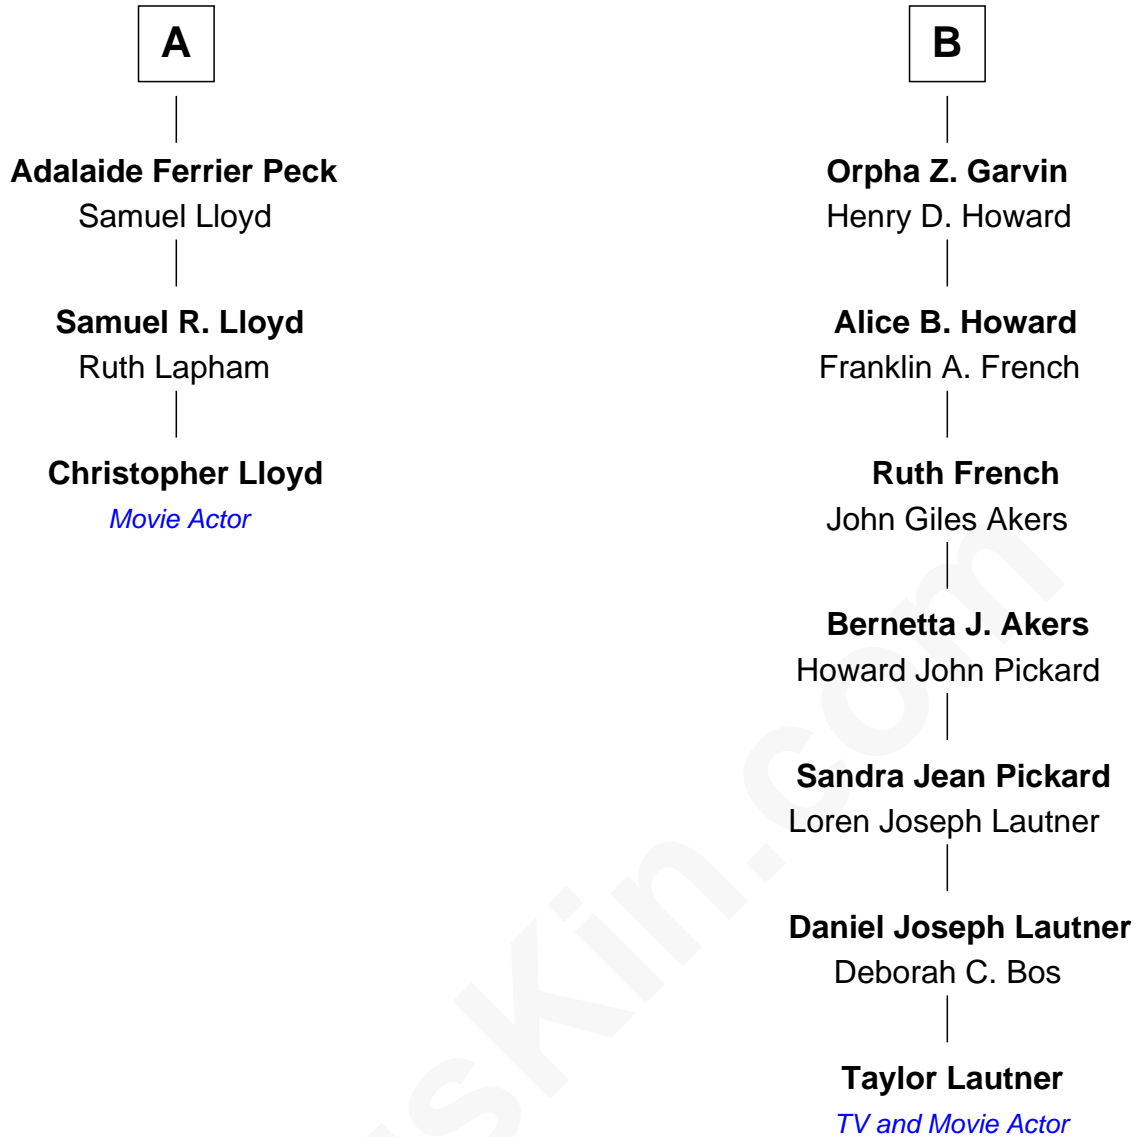 A
Adalaide Ferrier Peck
Samuel Lloyd
Samuel R. Lloyd
Ruth Lapham
Christopher Lloyd
Movie Actor
B
Orpha Z. Garvin
Henry D. Howard
Alice B. Howard
Franklin A. French
Ruth French
John Giles Akers
Bernetta J. Akers
Howard John Pickard
Sandra Jean Pickard
Loren Joseph Lautner
Daniel Joseph Lautner
Deborah C. Bos
Taylor Lautner
TV and Movie Actor
sKin.com